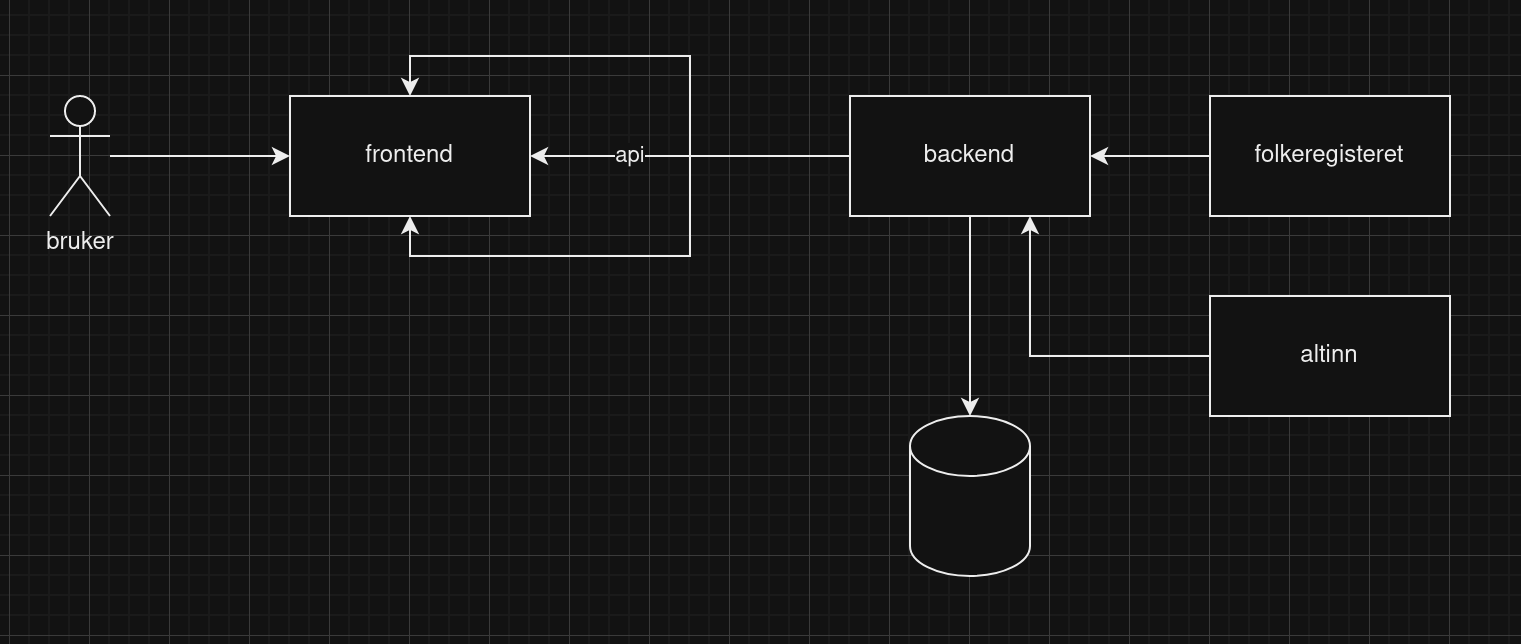 frontend
api
backend
folkeregisteret
bruker
altinn